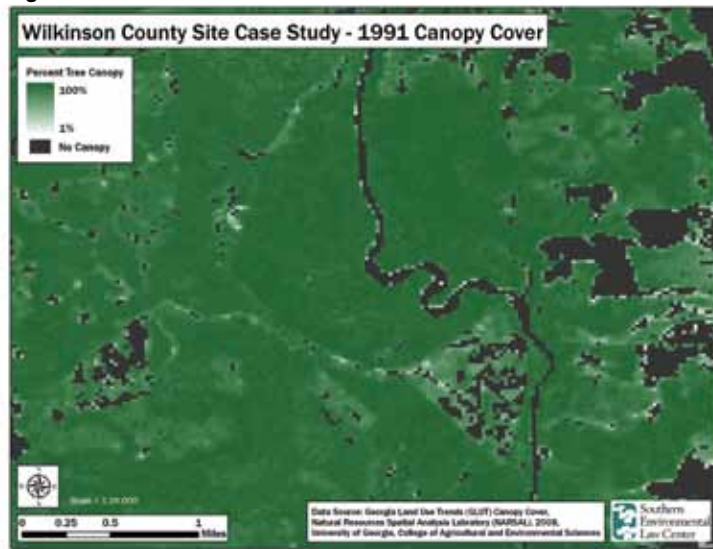 Wilkinson County Site Case Study - 1991 Canopy Cover
Percent Tree Canopy
100%
1%
No Canopy
0 0.25 0.5 1
Miles
Data Source: Georgia Land Use Trends (GLUT) Canopy Cover,
Natural Resources Spatial Analysis Labratory (NARSAL), 2008,
University of Georgia, College of Agricultural and Environmental Sciences
Southern
Environmental
Law Center